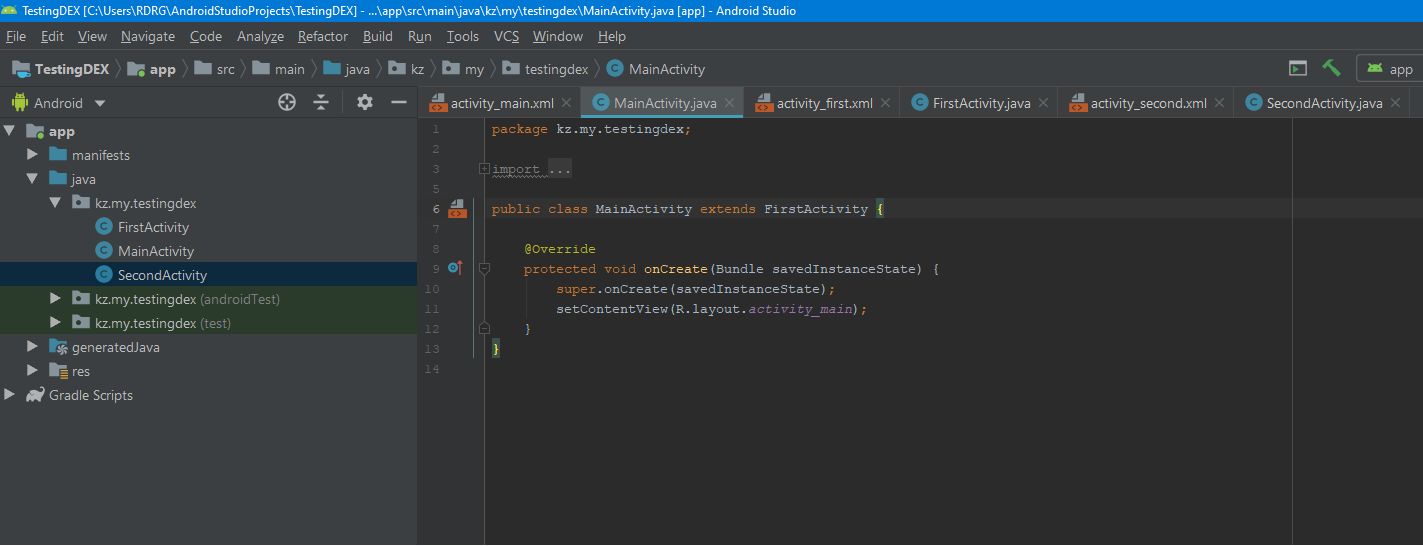 TestingDEX [C:\Users\RDRG\AndroidStudioProjects\TestingDEX] - ...\app\src\main\java\kz\my\testingdex\MainActivity.java [app] - Android Studio
File Edit View Navigate Code Analyze Refactor Build Run Tools VCS Window Help
TestingDEX app src main java kz my testingdex MainActivity app
Android activity_main.xml MainActivity.java activity_first.xml FirstActivity.java activity_second.xml SecondActivity.java
app
manifests
java
kz.my.testingdex
FirstActivity
MainActivity
SecondActivity
kz.my.testingdex (androidTest)
kz.my.testingdex (test)
generatedJava
res
Gradle Scripts
1 package kz.my.testingdex;
2
3 import ...
5
6 public class MainActivity extends FirstActivity {
7
8 @Override
9 protected void onCreate(Bundle savedInstanceState) {
10 super.onCreate(savedInstanceState);
11 setContentView(R.layout.activity_main);
12 }
13 }
14